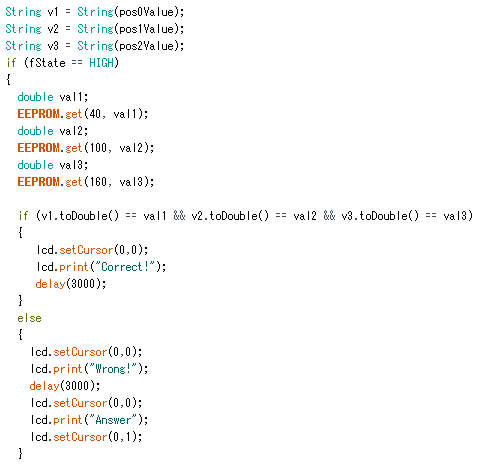 String v1 = String(pos0Value);
String v2 = String(pos1Value);
String v3 = String(pos2Value);
if (fState == HIGH)
{
  double val1;
  EEPROM.get(40, val1);
  double val2;
  EEPROM.get(100, val2);
  double val3;
  EEPROM.get(160, val3);

  if (v1.toDouble() == val1 && v2.toDouble() == val2 && v3.toDouble() == val3)
  {
     lcd.setCursor(0,0);
     lcd.print("Correct!");
     delay(3000);
  }
  else
  {
    lcd.setCursor(0,0);
    lcd.print("Wrong!");
    delay(3000);
    lcd.setCursor(0,0);
    lcd.print("Answer");
    lcd.setCursor(0,1);
  }